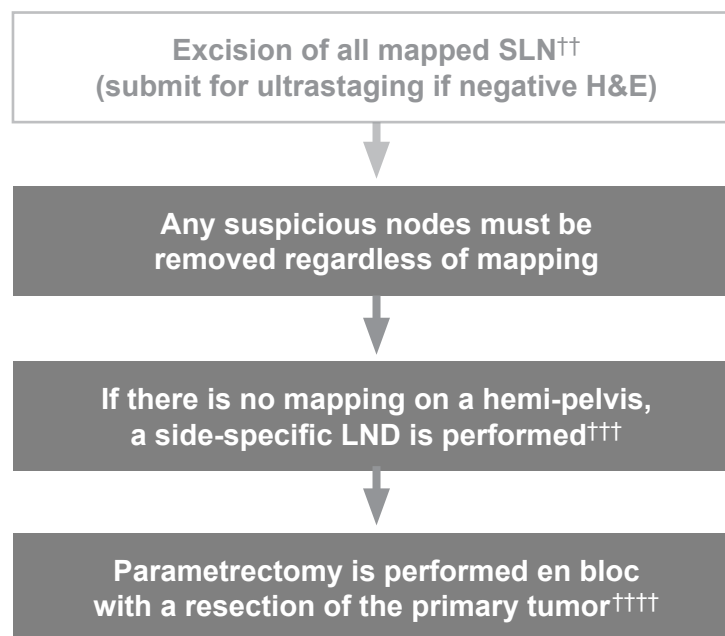 Excision of all mapped SLN††
(submit for ultrastaging if negative H&E)
Any suspicious nodes must be
removed regardless of mapping
If there is no mapping on a hemi-pelvis,
a side-specific LND is performed†††
Parametrectomy is performed en bloc
with a resection of the primary tumor††††